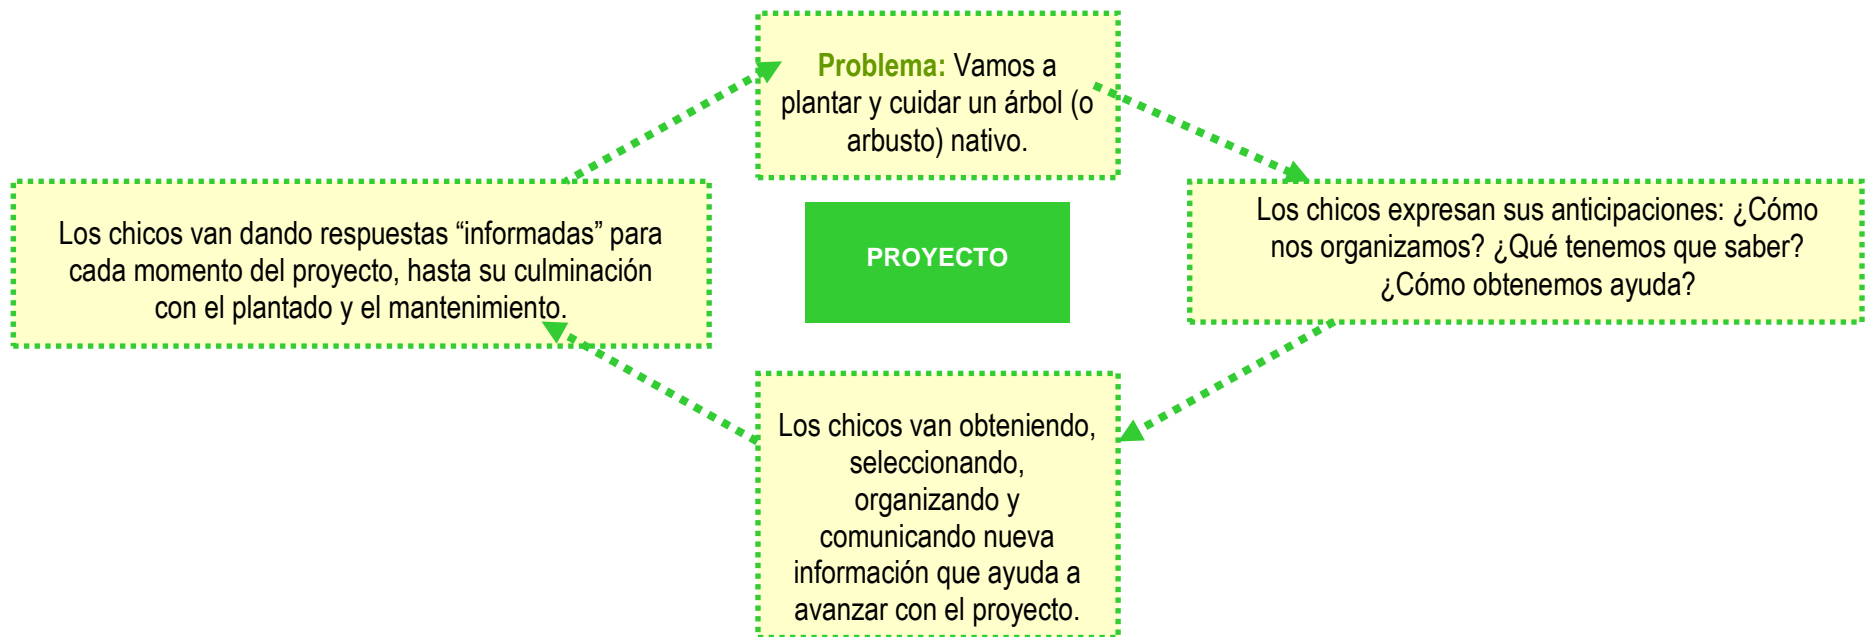 Problema: Vamos a
plantar y cuidar un árbol (o
arbusto) nativo.
Los chicos expresan sus anticipaciones: ¿Cómo
nos organizamos? ¿Qué tenemos que saber?
¿Cómo obtenemos ayuda?
Los chicos van obteniendo,
seleccionando,
organizando y
comunicando nueva
información que ayuda a
avanzar con el proyecto.
Los chicos van dando respuestas “informadas” para
cada momento del proyecto, hasta su culminación
con el plantado y el mantenimiento.
PROYECTO